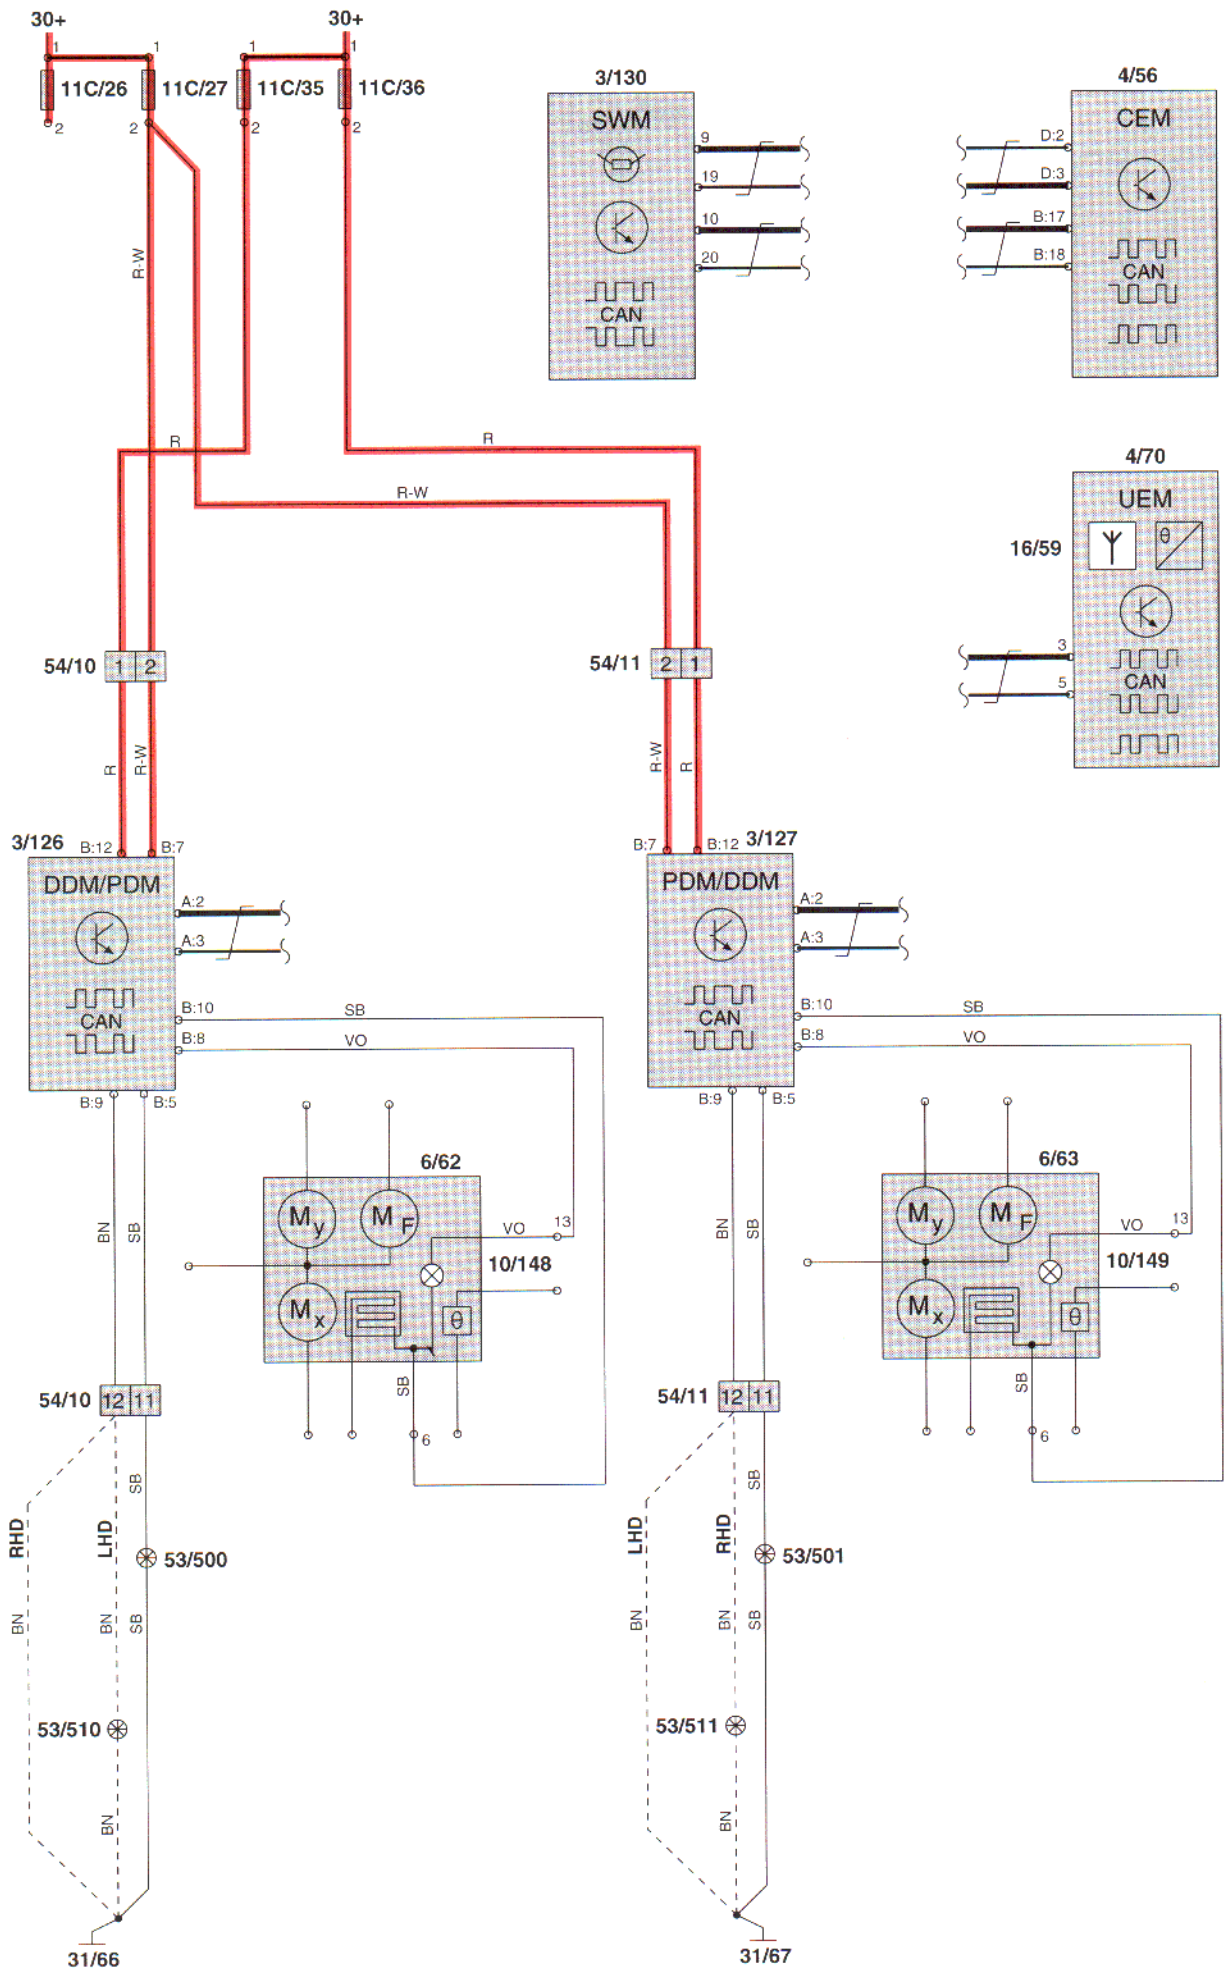 30+ 30+
1 1 1 1
11C/26 11C/27 11C/35 11C/36
2 2 2 2
3/130
SWM
9
19
10
20
CAN
4/56
CEM
D:2
D:3
B:17
B:18
CAN
R-W
R R
R-W
4/70
UEM
16/59
θ
3
5
CAN
54/10 1 2
54/11 2 1
R R-W
R-W R
3/126
B:12 B:7
DDM/PDM
A:2
A:3
CAN
B:10 SB
B:8 VO
B:9 B:5
3/127
B:7 B:12
PDM/DDM
A:2
A:3
CAN
B:10 SB
B:8 VO
B:9 B:5
BN SB
6/62
My MF
VO 13
10/148
Mx
θ
SB
6
BN SB
6/63
My MF
VO 13
10/149
Mx
θ
SB
6
54/10 12 11
54/11 12 11
SB
RHD LHD
53/500
BN BN SB
53/510
BN
31/66
SB
LHD RHD
53/501
BN BN SB
53/511
BN
31/67